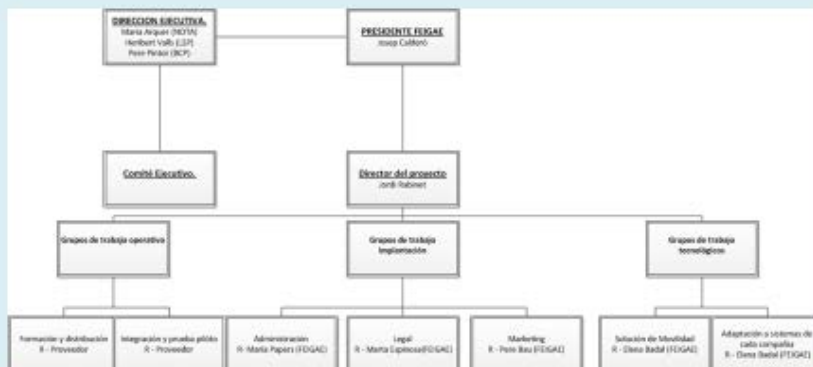 DIRECCION EJECUTIVA.
Maria Arquer (NOTA)
Heribert Valls (LSP)
Pere Pintor (BCP)
PRESIDENTE FEIGAE
Josep Calderó
Comité Ejecutivo.
Director del proyecto
Jordi Rabinet
Grupos de trabajo operativo
Grupos de trabajo
implantación
Grupos de trabajo
tecnológicos
Formación y distribución
R - Proveedor
Integración y prueba piloto
R - Proveedor
Administración
R- María Papers (FEIGAE)
Legal
R - Marta Espinosa(FEIGAE)
Marketing
R - Pere Bau (FEIGAE)
Solución de Movilidad
R - Elena Badal (FEIGAE)
Adaptación a sistemas de
cada compañía
R - Elena Badal (FEIGAE)